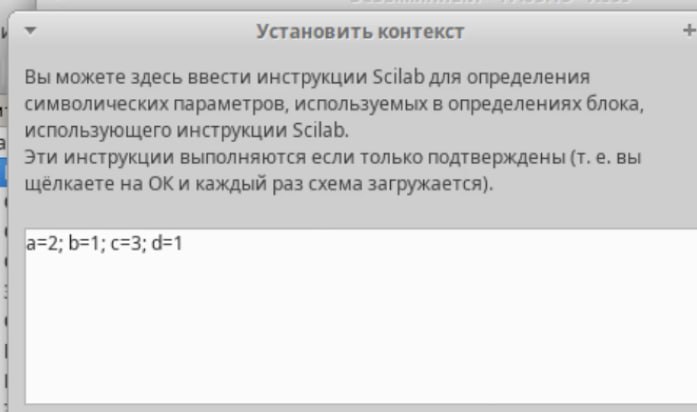 Установить контекст
Вы можете здесь ввести инструкции Scilab для определения
символических параметров, используемых в определениях блока,
использующего инструкции Scilab.
Эти инструкции выполняются если только подтверждены (т. е. вы
щёлкаете на ОК и каждый раз схема загружается).
a=2; b=1; c=3; d=1